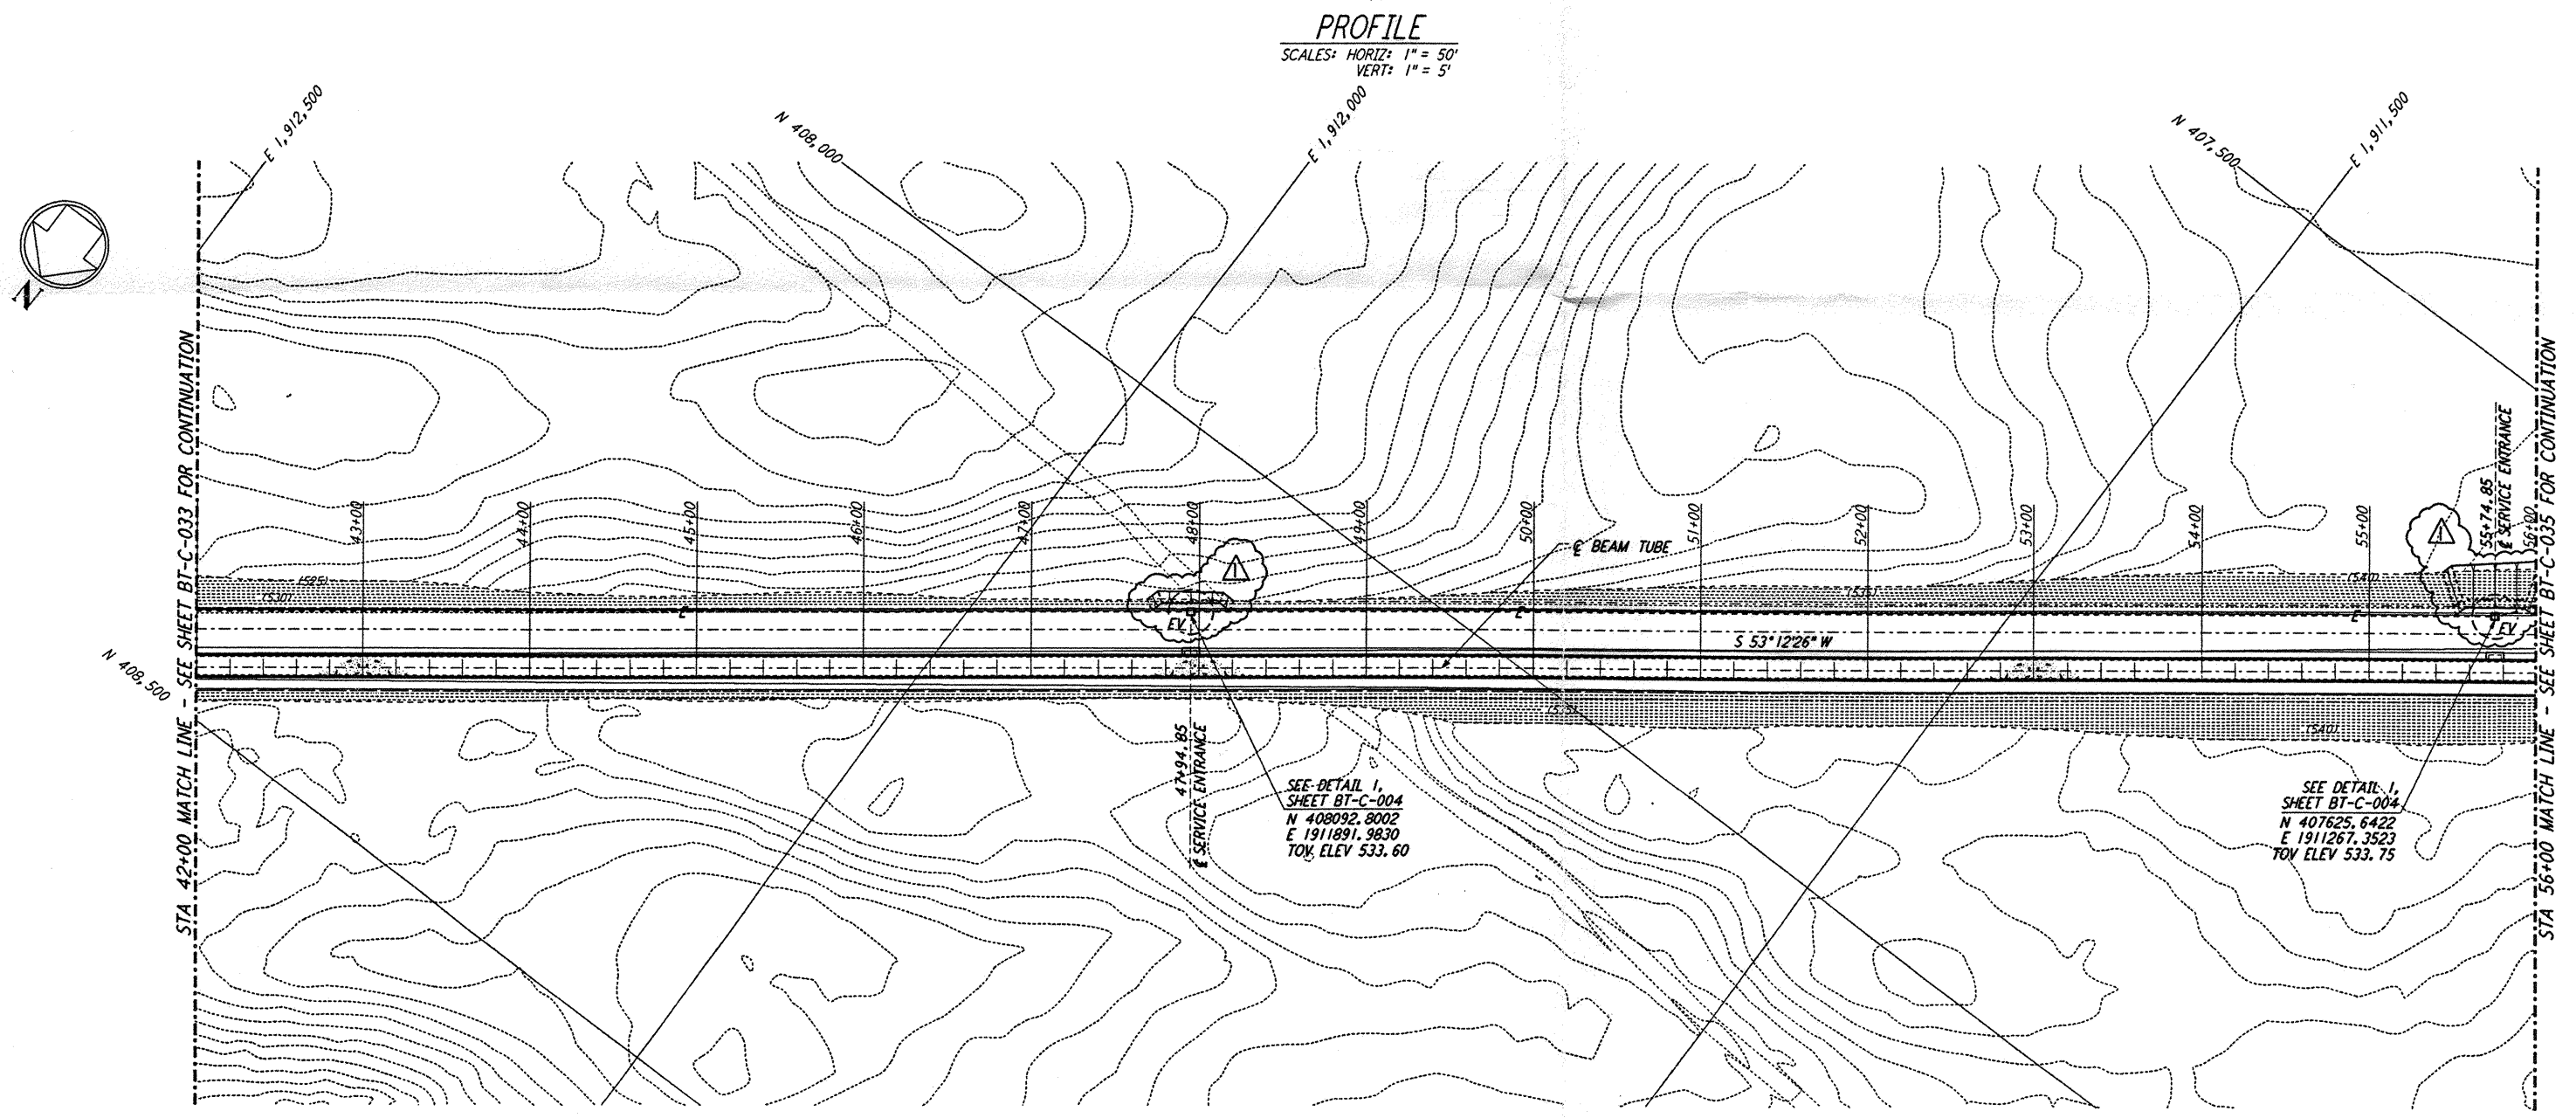 PROFILE
SCALES: HORIZ: 1" = 50'
VERT: 1" = 5'
E 1,912,500
N 408,000
E 1,912,000
N 407,500
E 1,911,500
N
STA 42+00 MATCH LINE - SEE SHEET BT-C-033 FOR CONTINUATION
43+00
44+00
45+00
46+00
47+00
48+00
49+00
50+00
51+00
52+00
53+00
54+00
55+00
55+74.85
℄ SERVICE ENTRANCE
56+00
STA 56+00 MATCH LINE - SEE SHEET BT-C-035 FOR CONTINUATION
℄ BEAM TUBE
1
1
(525)
(530)
(540)
E
E
E
EV
EV
S 53°12'26" W
N 408,500
(540)
47+94.85
℄ SERVICE ENTRANCE
SEE DETAIL 1,
SHEET BT-C-004
N 408092.8002
E 1911891.9830
TOV ELEV 533.60
SEE DETAIL 1,
SHEET BT-C-004
N 407625.6422
E 1911267.3523
TOV ELEV 533.75